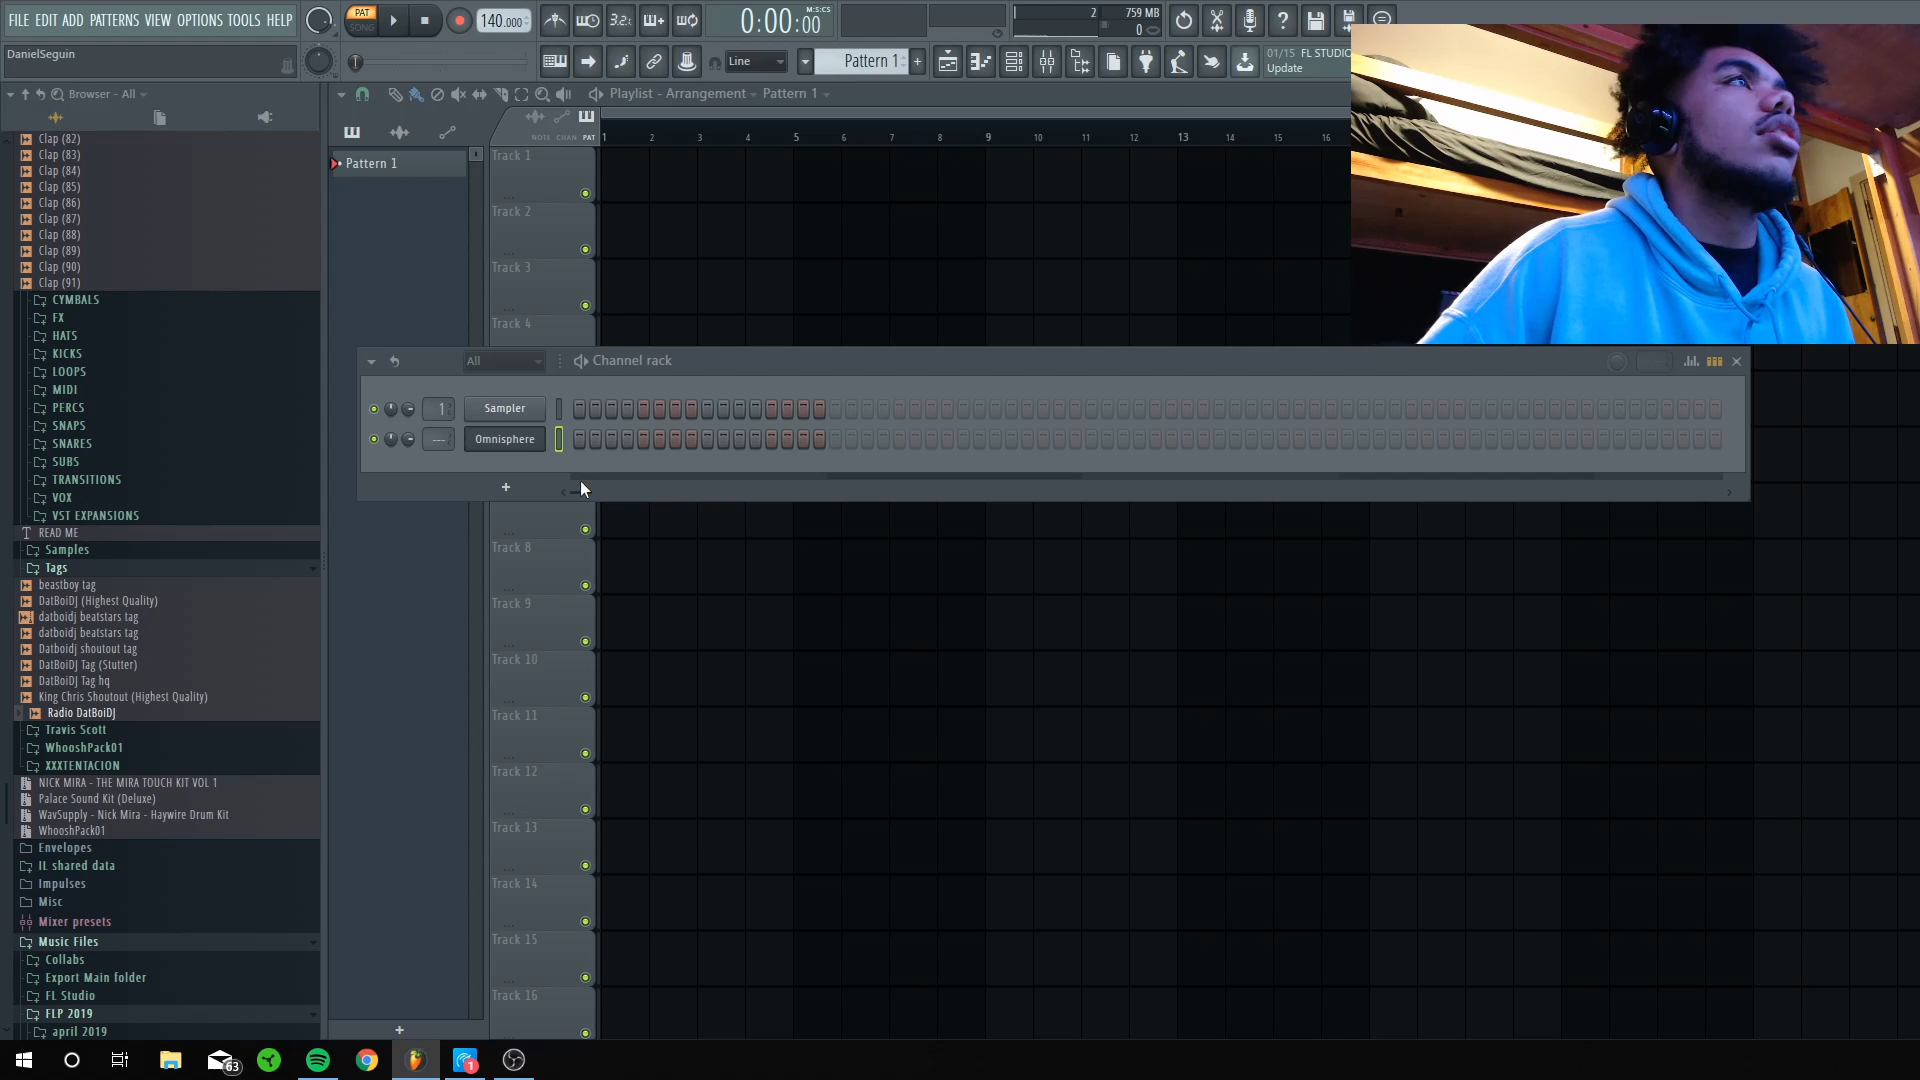 FILE EDIT ADD PATTERNS VIEW OPTIONS TOOLS HELP
PAT
SONG
140.000
3.2.
0:00:00
M:S:CS
2
759 MB
0
DanielSeguin
Line
Pattern 1
01/15 FL STUDIO
Update
Browser - All
Playlist - Arrangement
Pattern 1
NOTE CHAN PAT
1 2 3 4 5 6 7 8 9 10 11 12 13 14 15 16
Pattern 1
Clap (82)
Clap (83)
Clap (84)
Clap (85)
Clap (86)
Clap (87)
Clap (88)
Clap (89)
Clap (90)
Clap (91)
CYMBALS
FX
HATS
KICKS
LOOPS
MIDI
PERCS
SNAPS
SNARES
SUBS
TRANSITIONS
VOX
VST EXPANSIONS
READ ME
Samples
Tags
beastboy tag
DatBoiDJ (Highest Quality)
datboidj beatstars tag
datboidj beatstars tag
Datboidj shoutout tag
DatBoiDJ Tag (Stutter)
DatBoiDJ Tag hq
King Chris Shoutout (Highest Quality)
Radio DatBoiDJ
Travis Scott
WhooshPack01
XXXTENTACION
NICK MIRA - THE MIRA TOUCH KIT VOL 1
Palace Sound Kit (Deluxe)
WavSupply - Nick Mira - Haywire Drum Kit
WhooshPack01
Envelopes
IL shared data
Impulses
Misc
Mixer presets
Music Files
Collabs
Export Main folder
FL Studio
FLP 2019
april 2019
Track 1
Track 2
Track 3
Track 4
All
Channel rack
1
Sampler
---
Omnisphere
+
Track 8
Track 9
Track 10
Track 11
Track 12
Track 13
Track 14
Track 15
Track 16
+
63
1